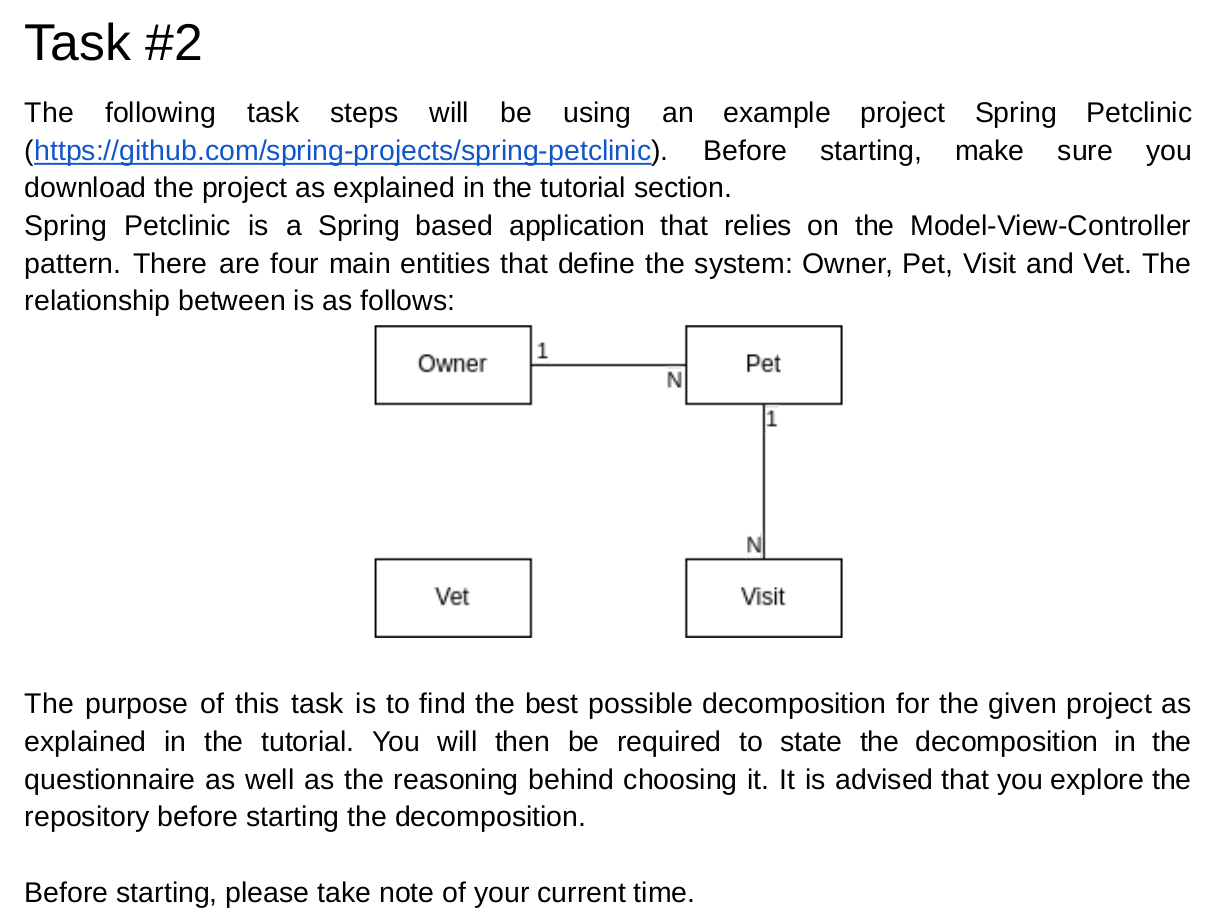 Task #2
The following task steps will be using an example project Spring Petclinic
(https://github.com/spring-projects/spring-petclinic). Before starting, make sure you
download the project as explained in the tutorial section.
Spring Petclinic is a Spring based application that relies on the Model-View-Controller
pattern. There are four main entities that define the system: Owner, Pet, Visit and Vet. The
relationship between is as follows:
Owner
1
N
Pet
1
N
Vet
Visit
The purpose of this task is to find the best possible decomposition for the given project as
explained in the tutorial. You will then be required to state the decomposition in the
questionnaire as well as the reasoning behind choosing it. It is advised that you explore the
repository before starting the decomposition.
Before starting, please take note of your current time.